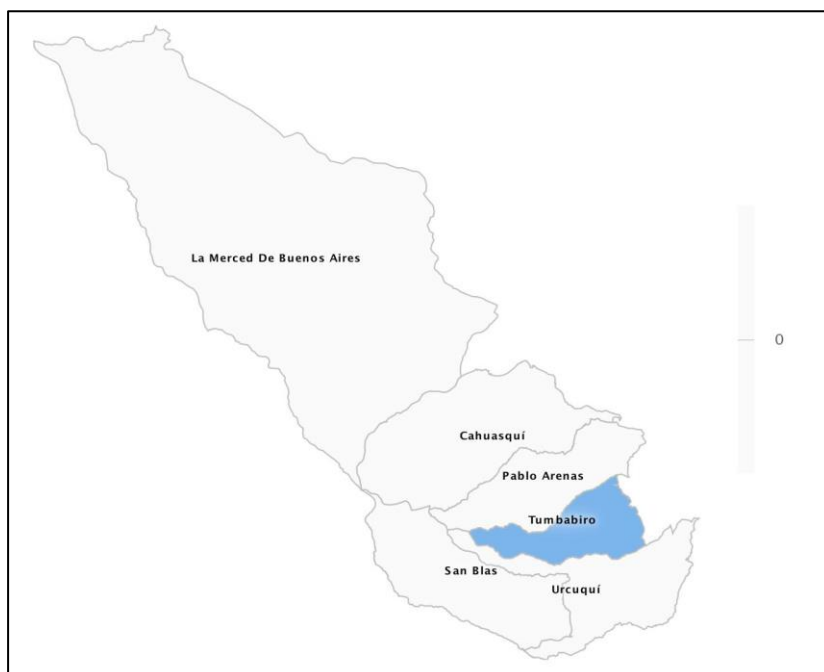 La Merced De Buenos Aires
0
Cahuasquí
Pablo Arenas
Tumbabiro
San Blas
Urcuquí